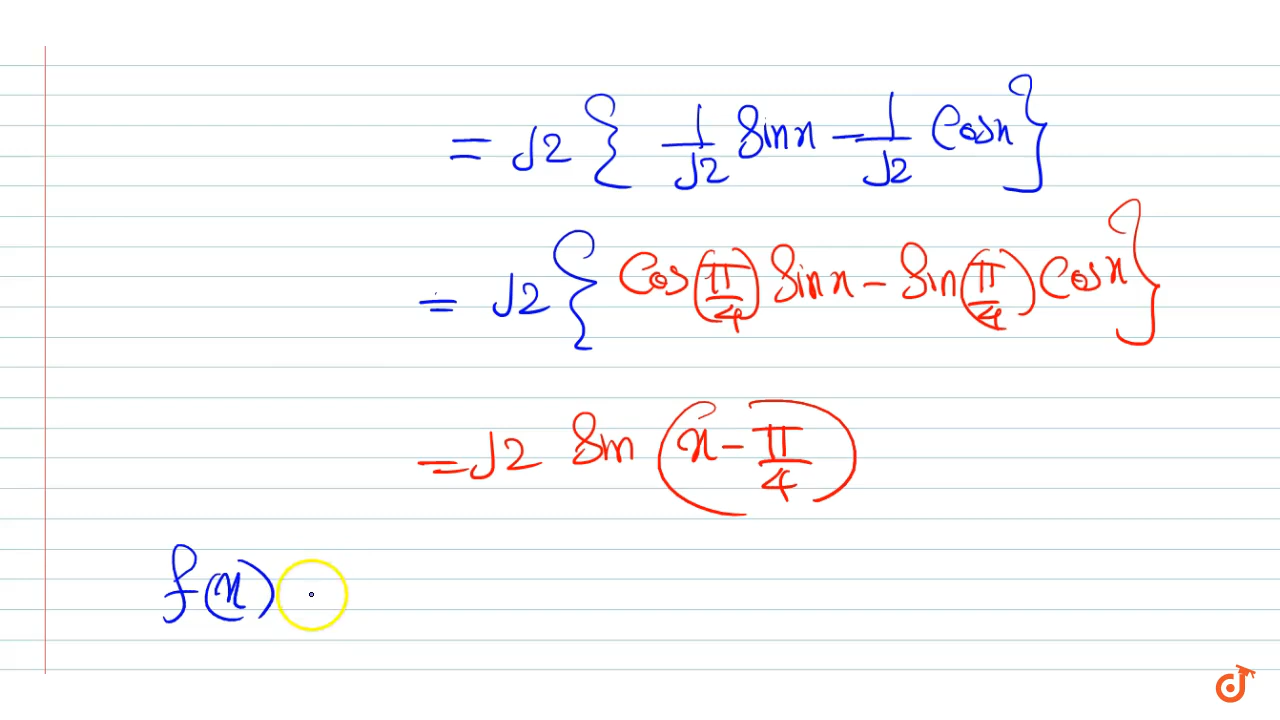 = √2 { 1/√2 Sin x - 1/√2 Cos x }
= √2 { Cos (π/4) Sin x - Sin (π/4) Cos x }
= √2 Sin (x - π/4)
f(x)